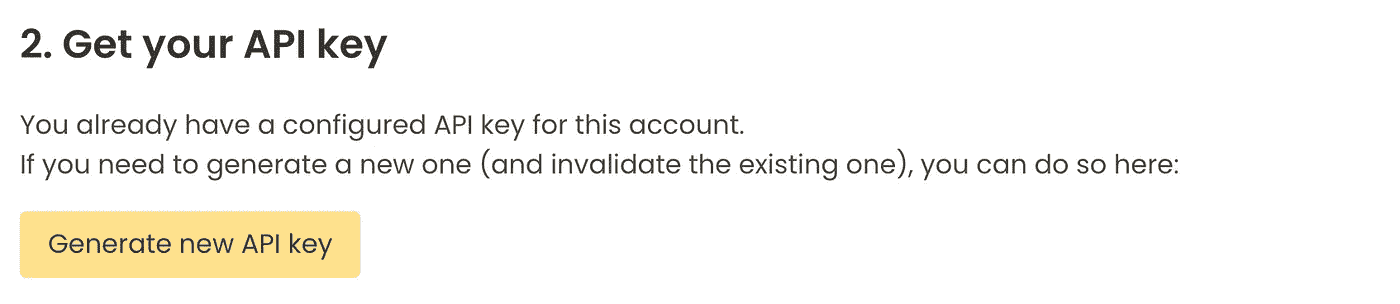 2. Get your API key
You already have a configured API key for this account.
If you need to generate a new one (and invalidate the existing one), you can do so here:
Generate new API key